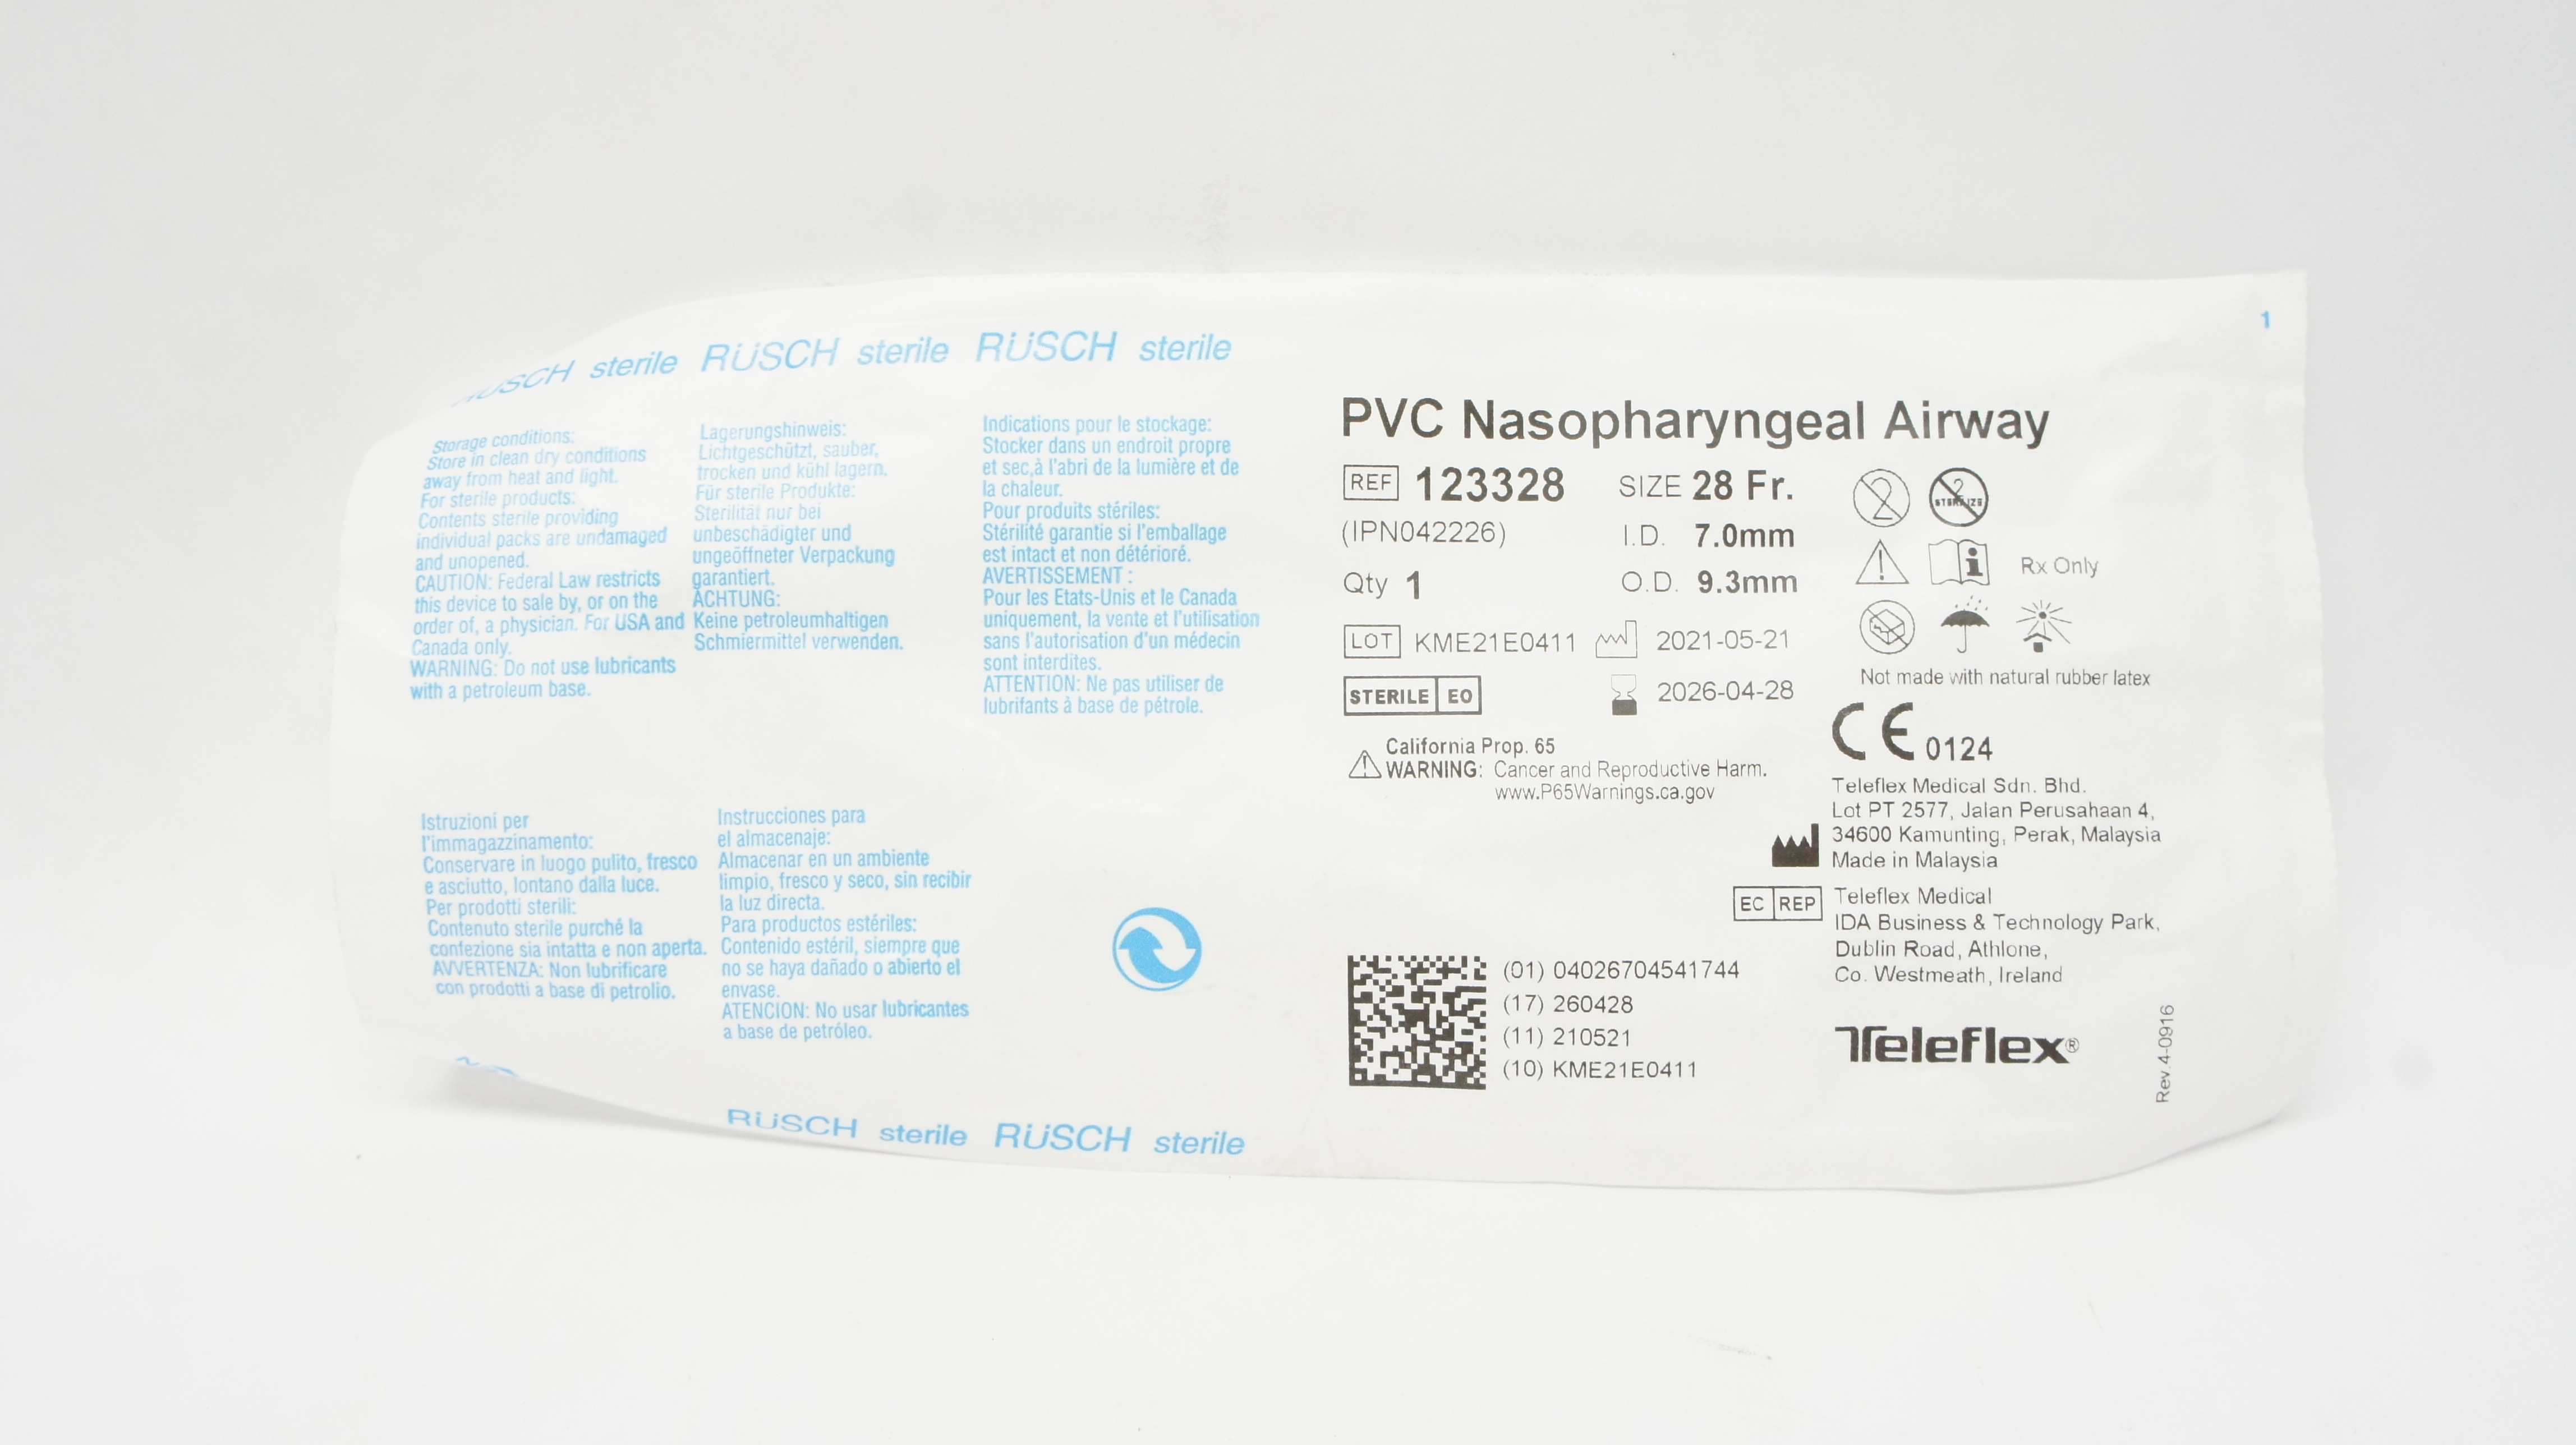 RÜSCH sterile RÜSCH sterile RÜSCH sterile
1
Storage conditions:
Store in clean dry conditions
away from heat and light.
For sterile products:
Contents sterile providing
individual packs are undamaged
and unopened.
CAUTION: Federal Law restricts
this device to sale by, or on the
order of, a physician. For USA and
Canada only.
WARNING: Do not use lubricants
with a petroleum base.
Lagerungshinweis:
Lichtgeschützt, sauber,
trocken und kühl lagern.
Für sterile Produkte:
Sterilität nur bei
unbeschädigter und
ungeöffneter Verpackung
garantiert.
ACHTUNG:
Keine petroleumhaltigen
Schmiermittel verwenden.
Indications pour le stockage:
Stocker dans un endroit propre
et sec,à l'abri de la lumière et de
la chaleur.
Pour produits stériles:
Stérilité garantie si l'emballage
est intact et non détérioré.
AVERTISSEMENT :
Pour les Etats-Unis et le Canada
uniquement, la vente et l'utilisation
sans l'autorisation d'un médecin
sont interdites.
ATTENTION: Ne pas utiliser de
lubrifants à base de pétrole.
Istruzioni per
l'immagazzinamento:
Conservare in luogo pulito, fresco
e asciutto, lontano dalla luce.
Per prodotti sterili:
Contenuto sterile purché la
confezione sia intatta e non aperta.
AVVERTENZA: Non lubrificare
con prodotti a base di petrolio.
Instrucciones para
el almacenaje:
Almacenar en un ambiente
limpio, fresco y seco, sin recibir
la luz directa.
Para productos estériles:
Contenido estéril, siempre que
no se haya dañado o abierto el
envase.
ATENCION: No usar lubricantes
a base de petróleo.
RÜSCH sterile RÜSCH sterile
PVC Nasopharyngeal Airway
REF 123328 SIZE 28 Fr.
(IPN042226) I.D. 7.0mm
Qty 1 O.D. 9.3mm
LOT KME21E0411 2021-05-21
STERILE EO 2026-04-28
2 2 STERILIZE
Rx Only
Not made with natural rubber latex
California Prop. 65
WARNING: Cancer and Reproductive Harm.
www.P65Warnings.ca.gov
CE 0124
Teleflex Medical Sdn. Bhd.
Lot PT 2577, Jalan Perusahaan 4,
34600 Kamunting, Perak, Malaysia
Made in Malaysia
EC REP Teleflex Medical
IDA Business & Technology Park,
Dublin Road, Athlone,
Co. Westmeath, Ireland
(01) 04026704541744
(17) 260428
(11) 210521
(10) KME21E0411
Teleflex®
Rev.4-0916